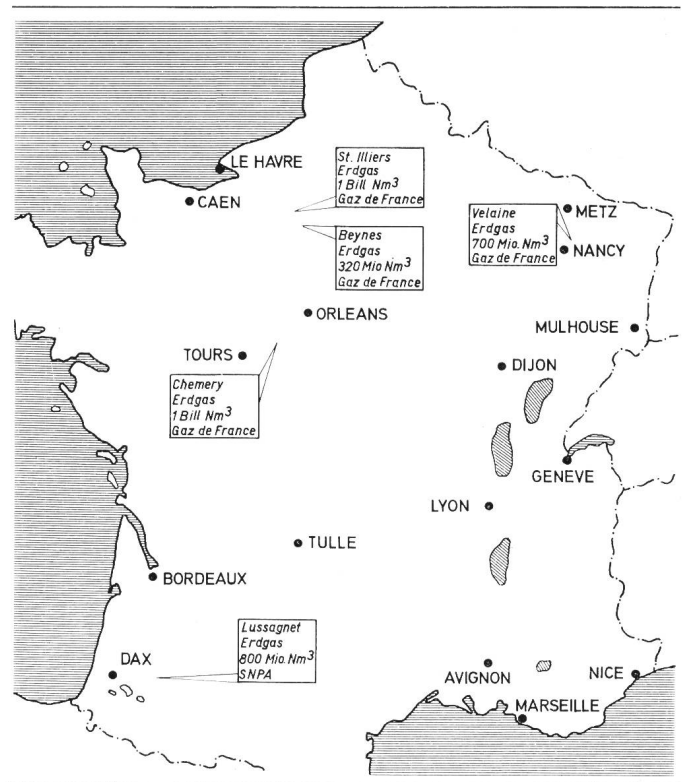 St. Illiers
Erdgas
1 Bill Nm³
Gaz de France
LE HAVRE
CAEN
Beynes
Erdgas
320 Mio Nm³
Gaz de France
Velaine
Erdgas
700 Mio. Nm³
Gaz de France
METZ
NANCY
ORLEANS
MULHOUSE
TOURS
DIJON
Chemery
Erdgas
1 Bill Nm³
Gaz de France
GENEVE
LYON
TULLE
BORDEAUX
Lussagnet
Erdgas
800 Mio. Nm³
SNPA
DAX
AVIGNON
NICE
MARSEILLE